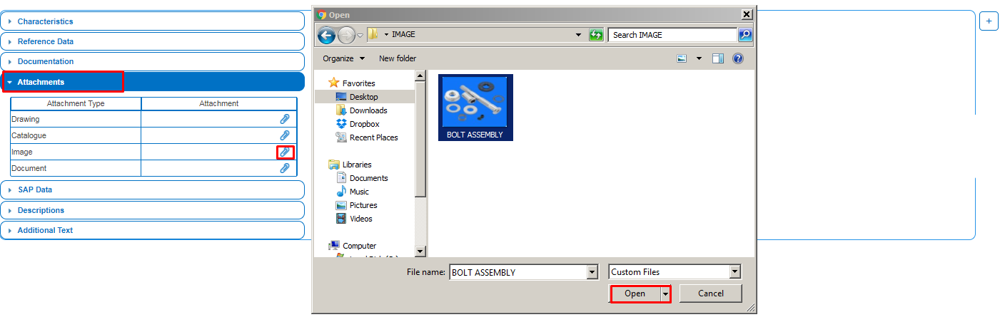 Characteristics
Reference Data
Documentation
Attachments
Attachment Type Attachment
Drawing
Catalogue
Image
Document
SAP Data
Descriptions
Additional Text
+
Open
IMAGE
Search IMAGE
Organize New folder
Favorites
Desktop
Downloads
Dropbox
Recent Places
Libraries
Documents
Music
Pictures
Videos
Computer
BOLT ASSEMBLY
File name: BOLT ASSEMBLY Custom Files
Open Cancel